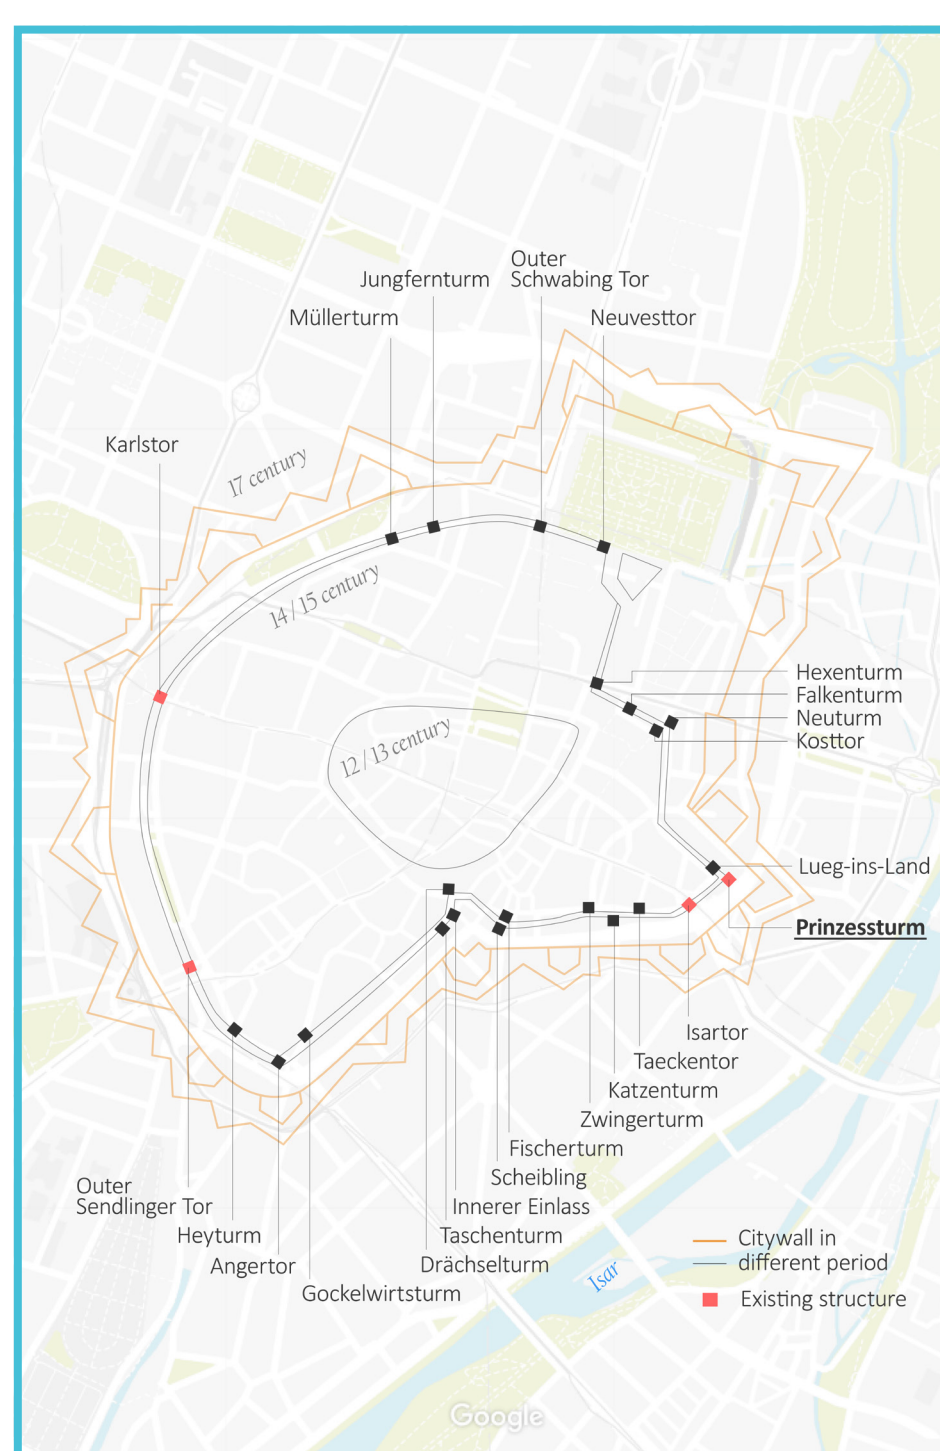 Outer
Schwabing Tor
Jungfernturm
Müllerturm
Neuvesttor
Karlstor
17 century
14 / 15 century
Hexenturm
Falkenturm
Neuturm
Kosttor
12 / 13 century
Lueg-ins-Land
Prinzessturm
Isartor
Taeckentor
Katzenturm
Zwingerturm
Fischerturm
Scheibling
Outer
Sendlinger Tor
Innerer Einlass
Heyturm
Taschenturm
Angertor
Drächselturm
Gockelwirtsturm
Isar
Citywall in
different period
Existing structure
Google